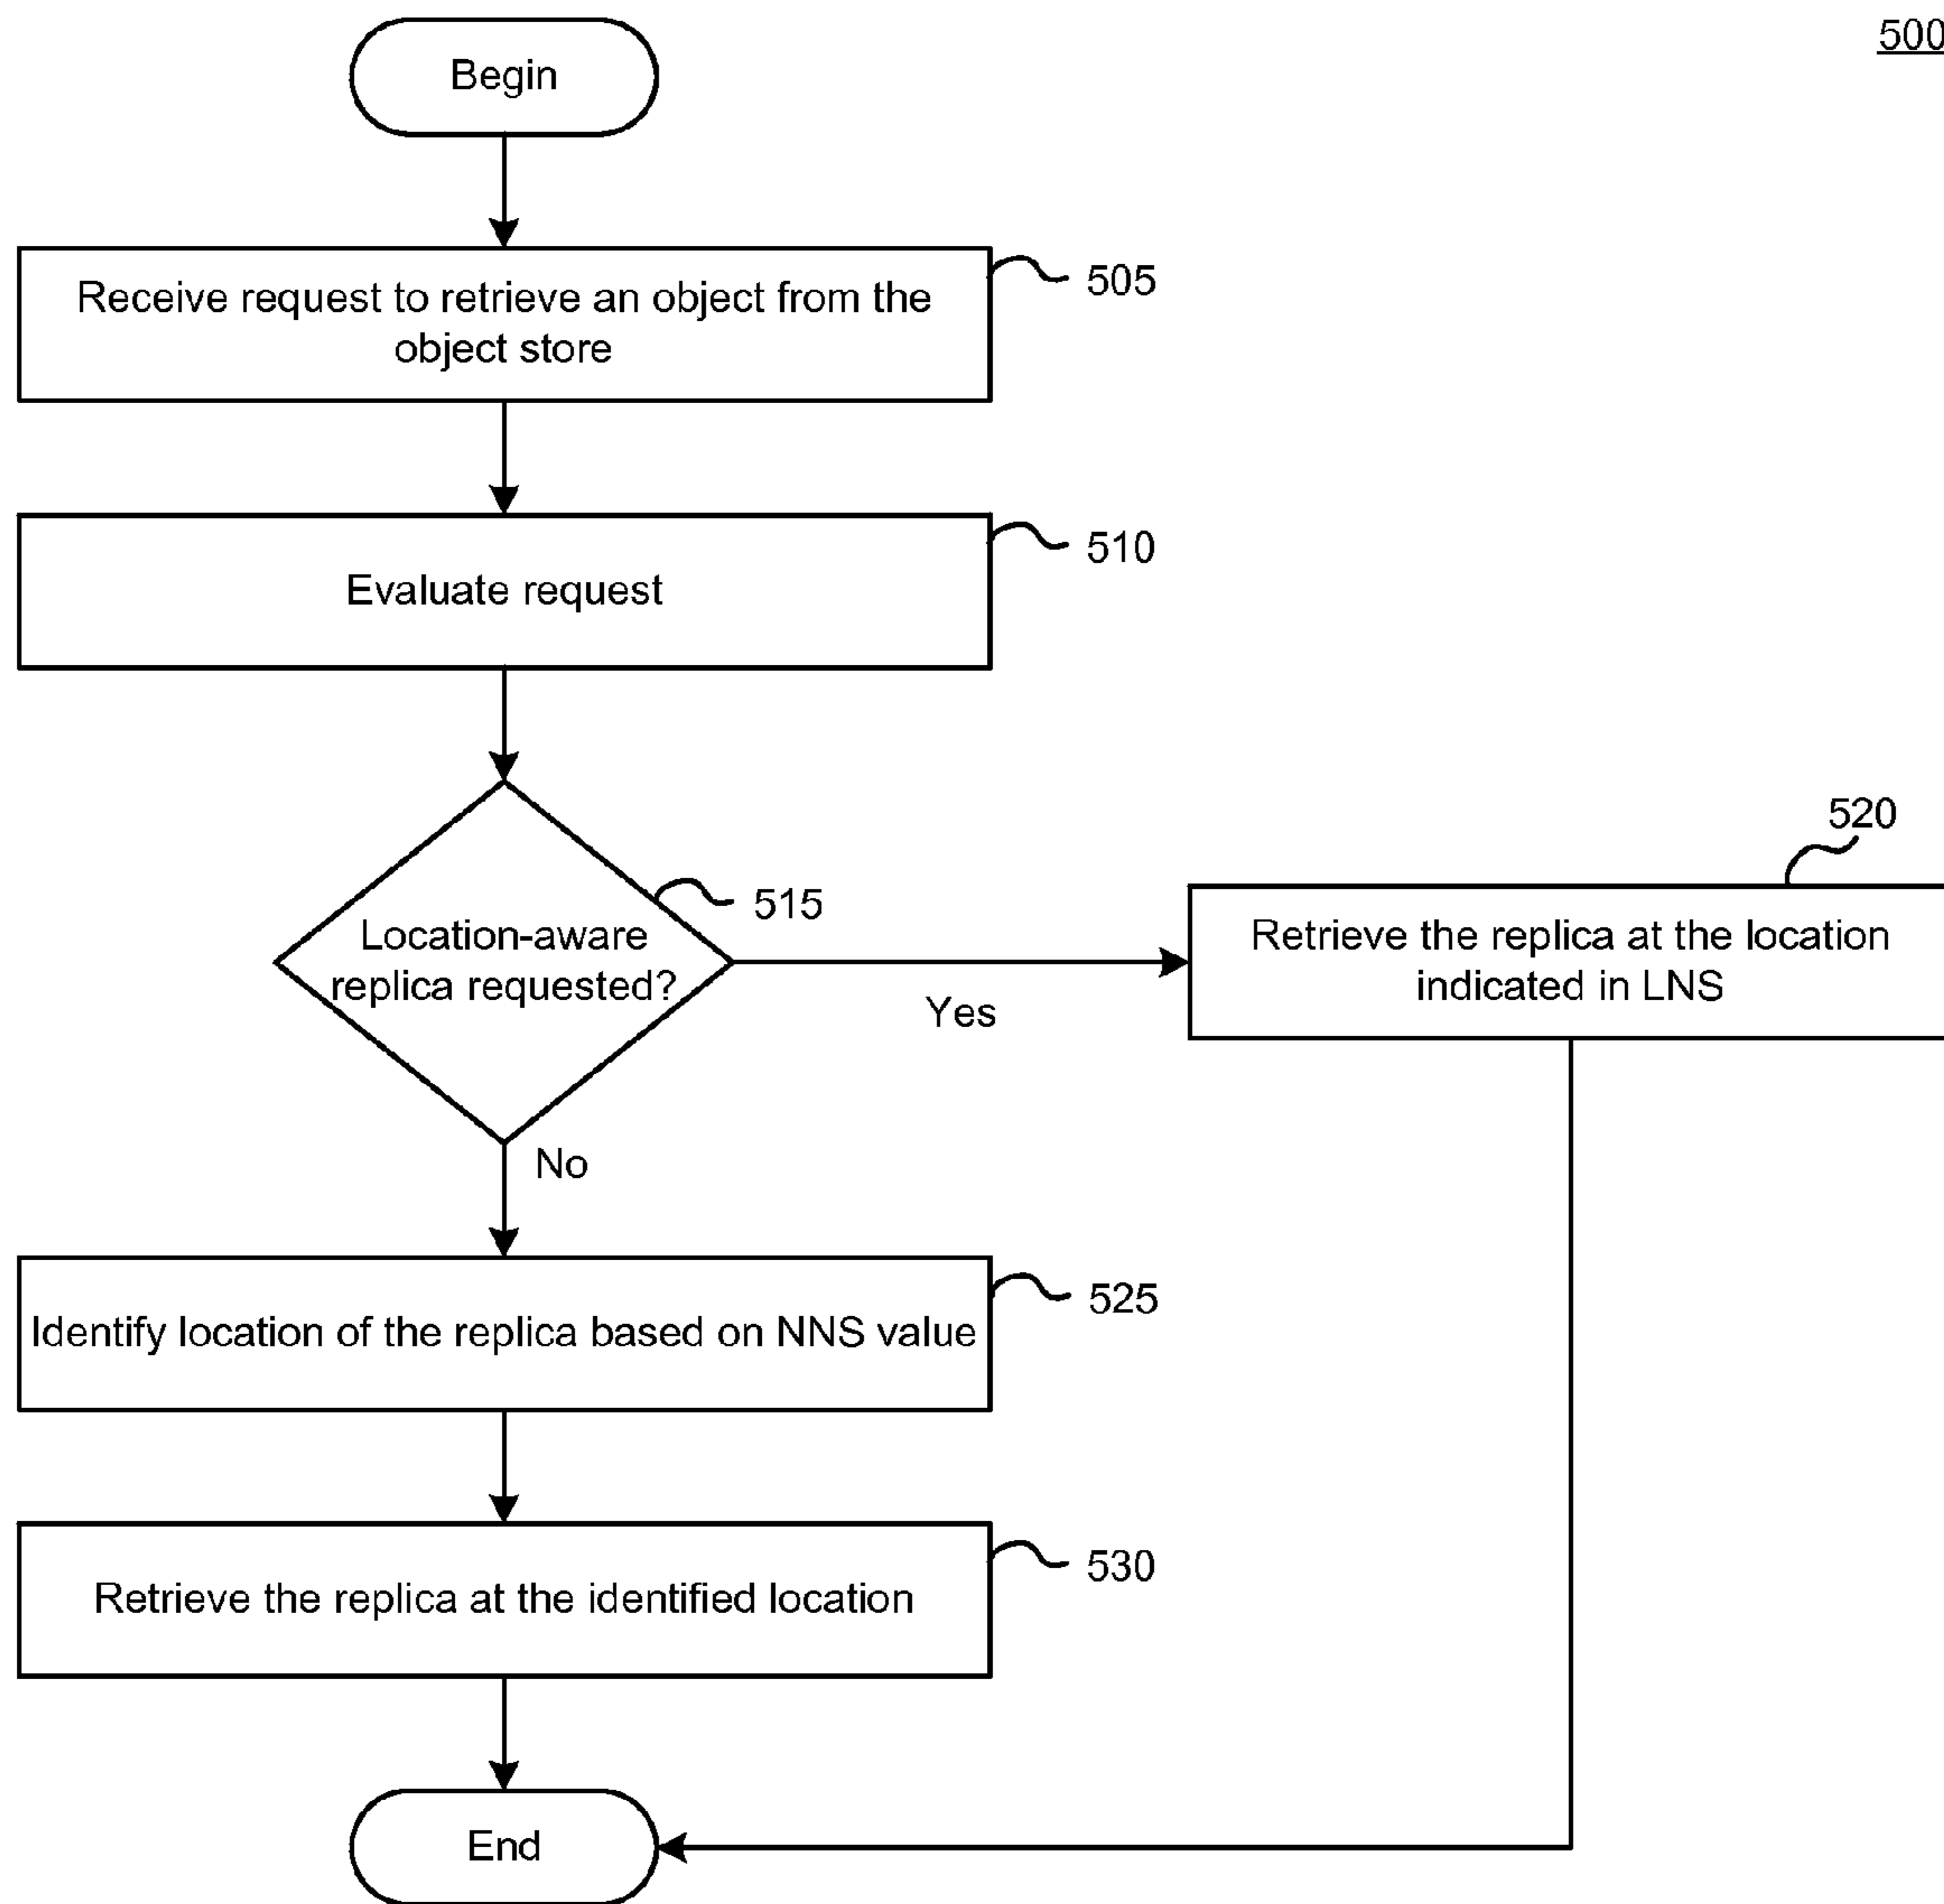 500
Begin
Receive request to retrieve an object from the
object store
505
Evaluate request
510
Location-aware
replica requested?
515
Yes
520
Retrieve the replica at the location
indicated in LNS
No
Identify location of the replica based on NNS value
525
Retrieve the replica at the identified location
530
End